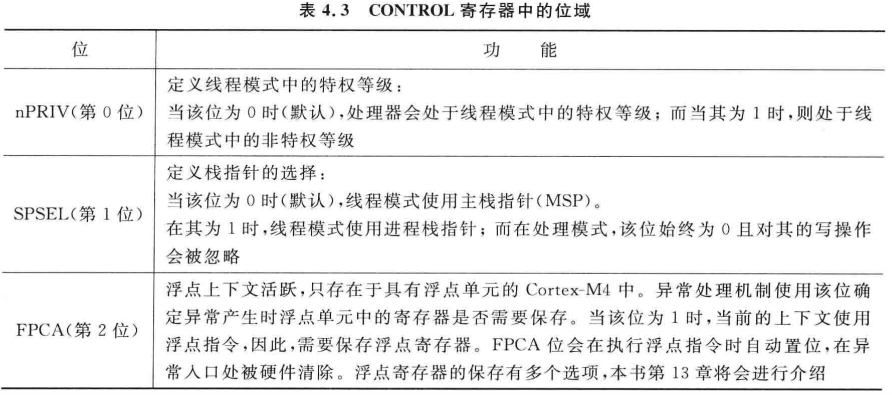 表 4.3 CONTROL 寄存器中的位域
位 功 能
定义线程模式中的特权等级：
nPRIV(第 0 位) 当该位为 0 时(默认),处理器会处于线程模式中的特权等级；而当其为 1 时,则处于线
程模式中的非特权等级
定义栈指针的选择：
当该位为 0 时(默认),线程模式使用主栈指针(MSP)。
SPSEL(第 1 位)
在其为 1 时,线程模式使用进程栈指针；而在处理模式,该位始终为 0 且对其的写操作
会被忽略
浮点上下文活跃,只存在于具有浮点单元的 Cortex-M4 中。异常处理机制使用该位确
定异常产生时浮点单元中的寄存器是否需要保存。当该位为 1 时,当前的上下文使用
FPCA(第 2 位)
浮点指令,因此,需要保存浮点寄存器。FPCA 位会在执行浮点指令时自动置位,在异
常入口处被硬件清除。浮点寄存器的保存有多个选项,本书第 13 章将会进行介绍